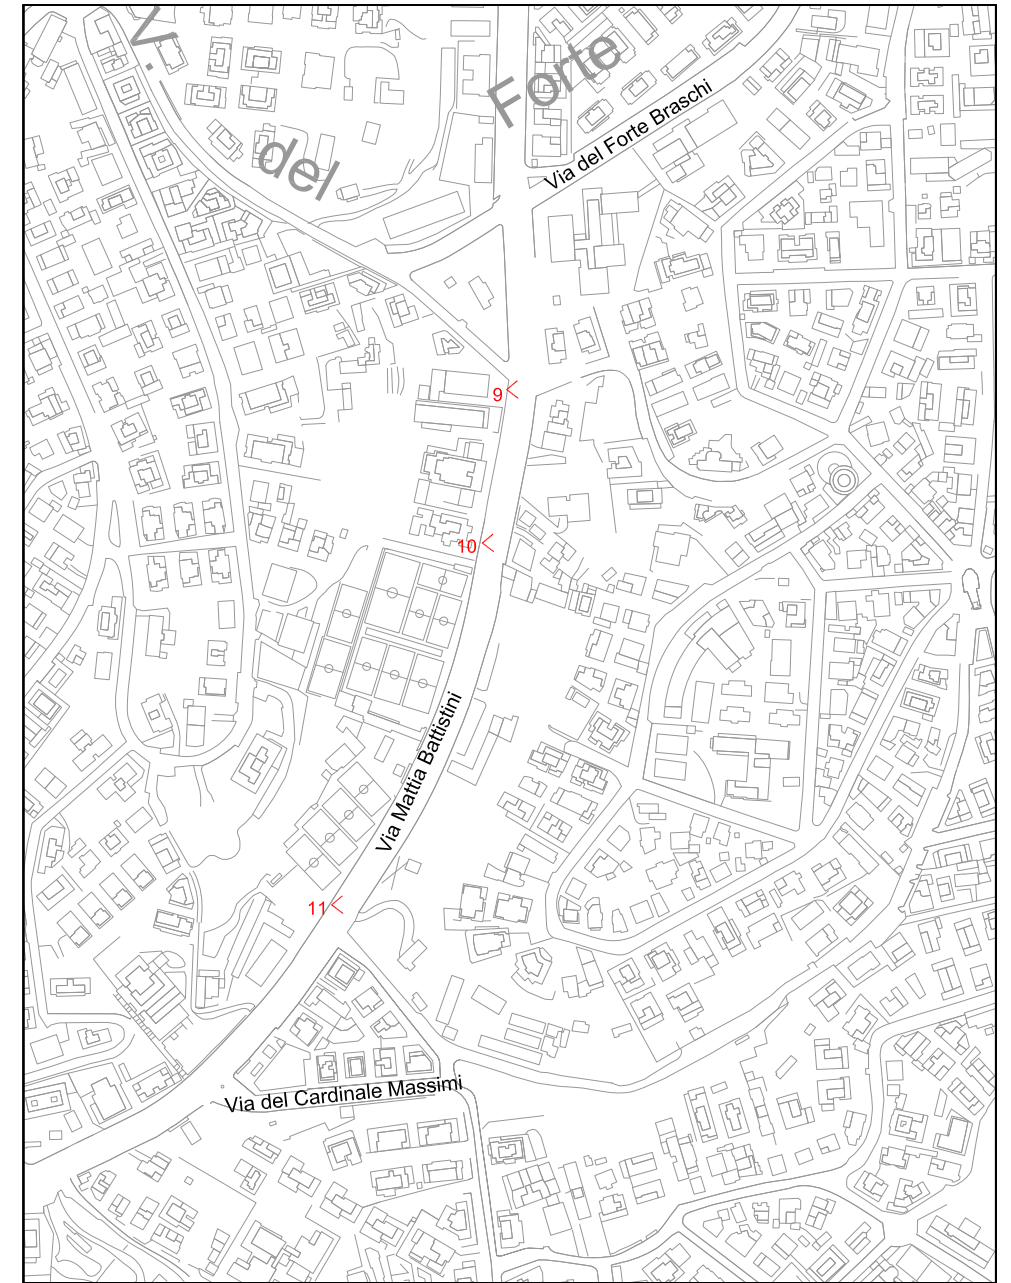 V. del Forte
Via del Forte Braschi
9
10
Via Mattia Battistini
11
Via del Cardinale Massimi